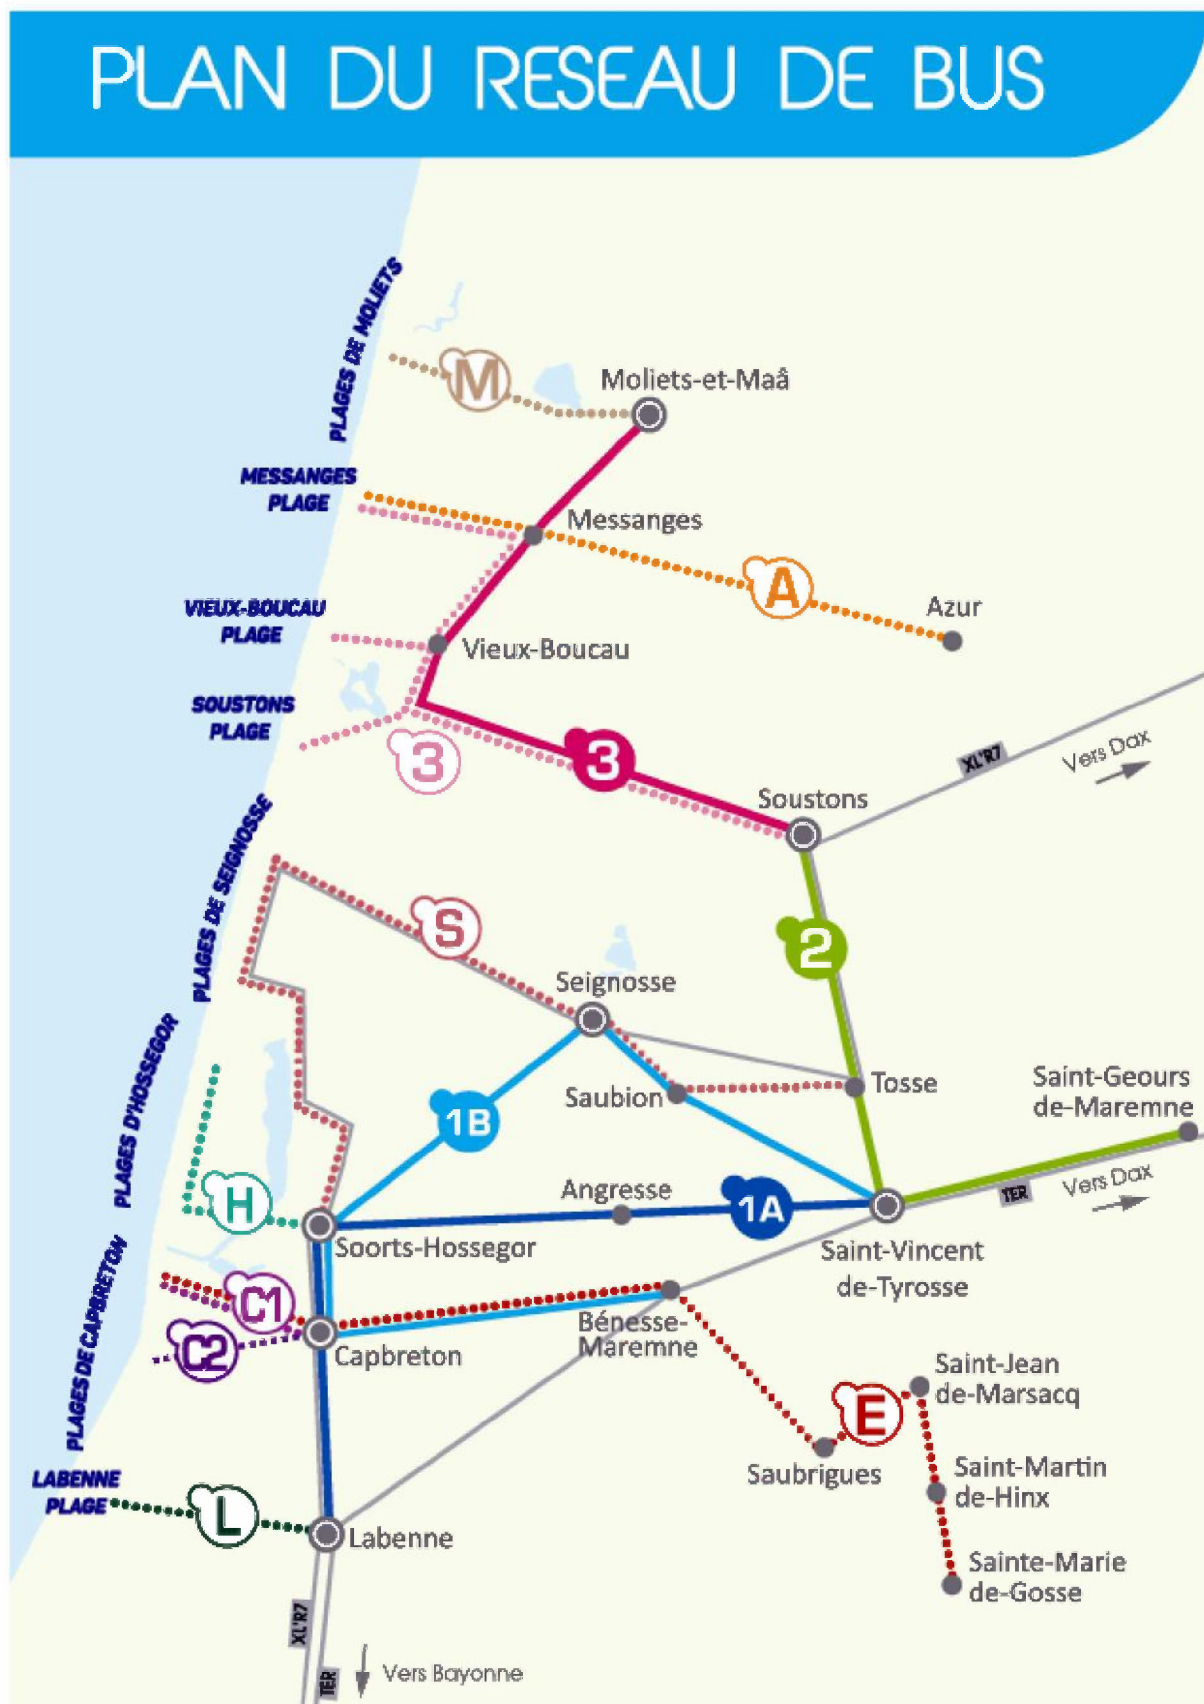 PLAN DU RESEAU DE BUS
PLAGES DE MOLIETS
M
Moliets-et-Maâ
MESSANGES
PLAGE
Messanges
A
Azur
VIEUX-BOUCAU
PLAGE
Vieux-Boucau
SOUSTONS
PLAGE
3
3
XL'R7
Vers Dax
Soustons
PLAGES DE SEIGNOSSE
S
2
Seignosse
Saubion
Tosse
Saint-Geours
de-Maremne
PLAGES D'HOSSEGOR
1B
H
Angresse
1A
TER
Vers Dax
Soorts-Hossegor
Saint-Vincent
de-Tyrosse
PLAGES DE CAPBRETON
C1
C2
Capbreton
Bénesse-
Maremne
Saint-Jean
de-Marsacq
E
Saubrigues
Saint-Martin
de-Hinx
LABENNE
PLAGE
L
Labenne
Sainte-Marie
de-Gosse
XL'R7
TER
Vers Bayonne